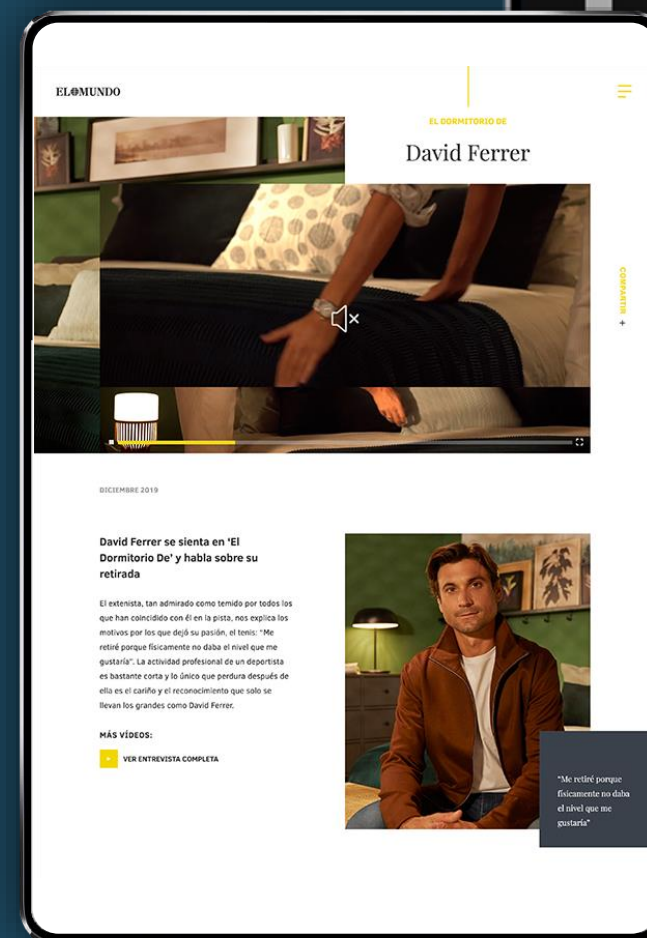 EL MUNDO
EL DORMITORIO DE
David Ferrer
COMPARTIR +
DICIEMBRE 2019
David Ferrer se sienta en 'El
Dormitorio De' y habla sobre su
retirada
El extenista, tan admirado como temido por todos los
que han coincidido con él en la pista, nos explica los
motivos por los que dejó su pasión, el tenis: "Me
retiré porque físicamente no daba el nivel que me
gustaría". La actividad profesional de un deportista
es bastante corta y lo único que perdura después de
ella es el cariño y el reconocimiento que solo se
llevan los grandes como David Ferrer.
MÁS VÍDEOS:
VER ENTREVISTA COMPLETA
"Me retiré porque
físicamente no daba
el nivel que me
gustaría"